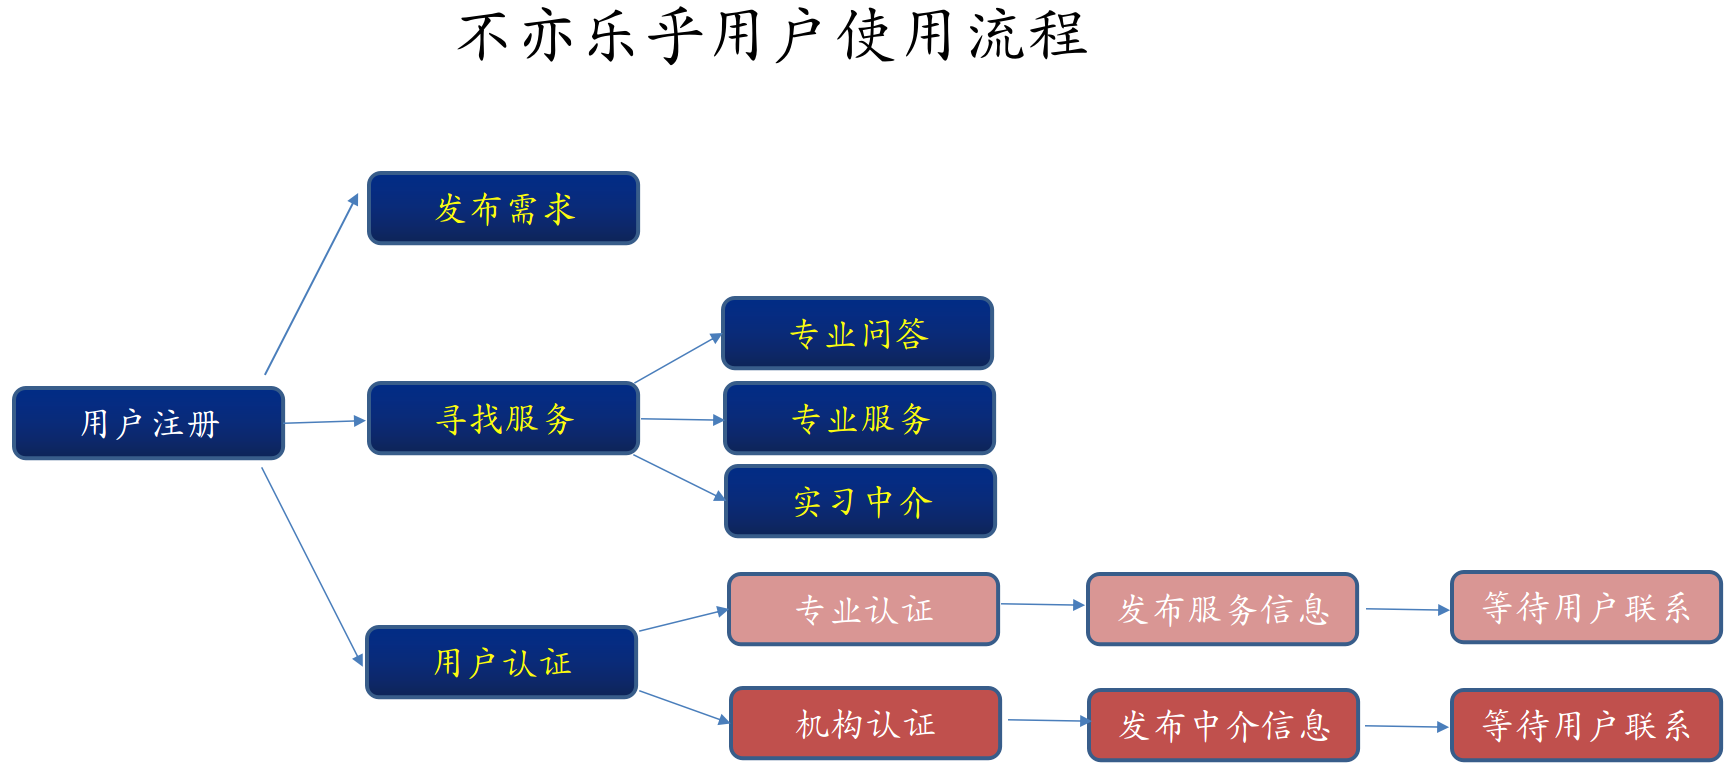 不亦乐乎用户使用流程
发布需求
专业问答
用户注册
寻找服务
专业服务
实习中介
用户认证
专业认证
发布服务信息
等待用户联系
机构认证
发布中介信息
等待用户联系